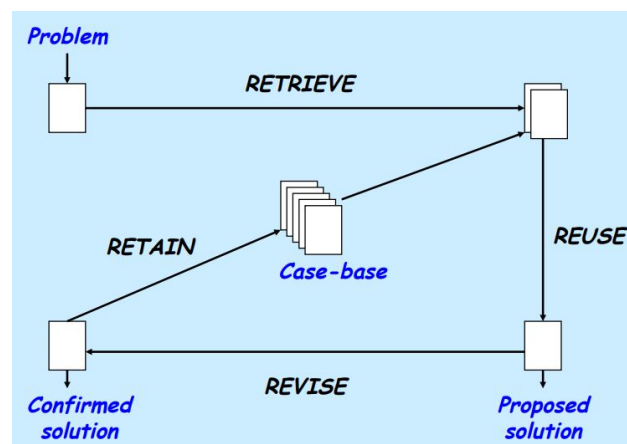 Problem
RETRIEVE
RETAIN
Case-base
REUSE
REVISE
Confirmed
solution
Proposed
solution